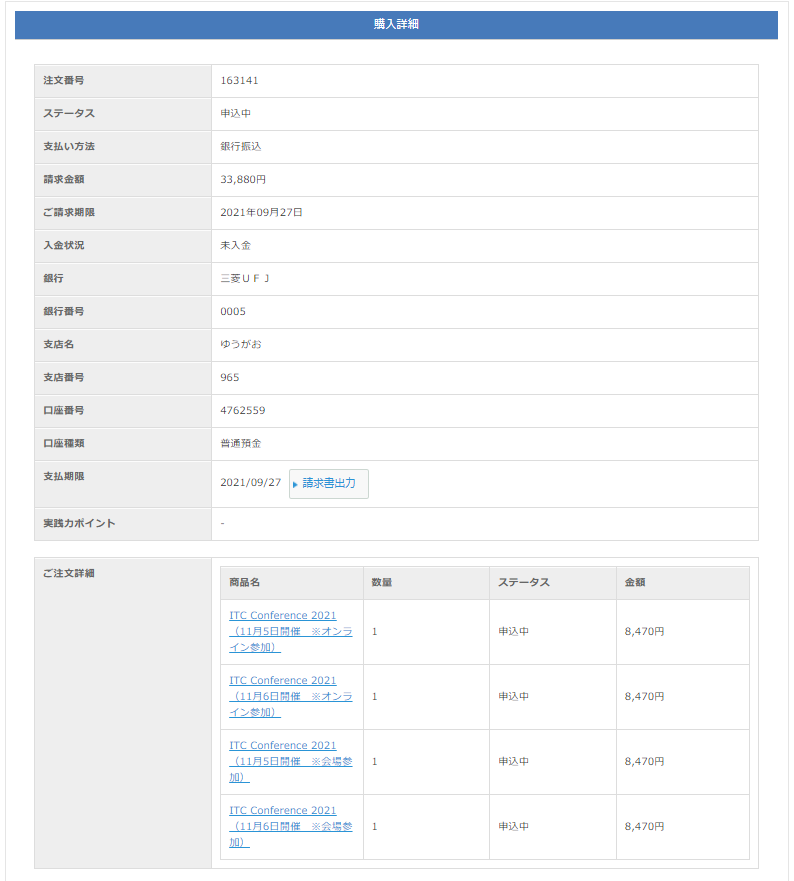 購入詳細
注文番号 163141
ステータス 申込中
支払い方法 銀行振込
請求金額 33,880円
ご請求期限 2021年09月27日
入金状況 未入金
銀行 三菱ＵＦＪ
銀行番号 0005
支店名 ゆうがお
支店番号 965
口座番号 4762559
口座種類 普通預金
支払期限 2021/09/27 請求書出力
実践力ポイント -
ご注文詳細
商品名 数量 ステータス 金額
ITC Conference 2021
（11月5日開催　※オンラ
イン参加）
1 申込中 8,470円
ITC Conference 2021
（11月6日開催　※オンラ
イン参加）
1 申込中 8,470円
ITC Conference 2021
（11月5日開催　※会場参
加）
1 申込中 8,470円
ITC Conference 2021
（11月6日開催　※会場参
加）
1 申込中 8,470円